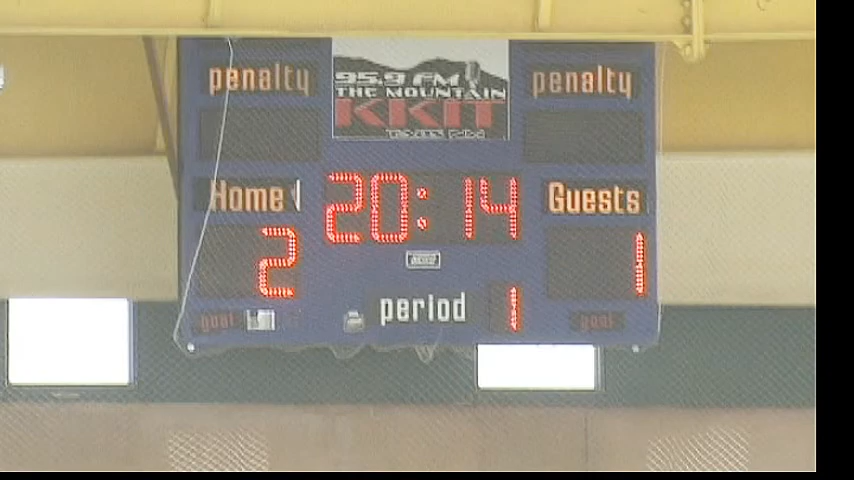 penalty
95.9 FM
THE MOUNTAIN
KKIT
penalty
Home
20:14
Guests
2
1
period 1
goal
goal